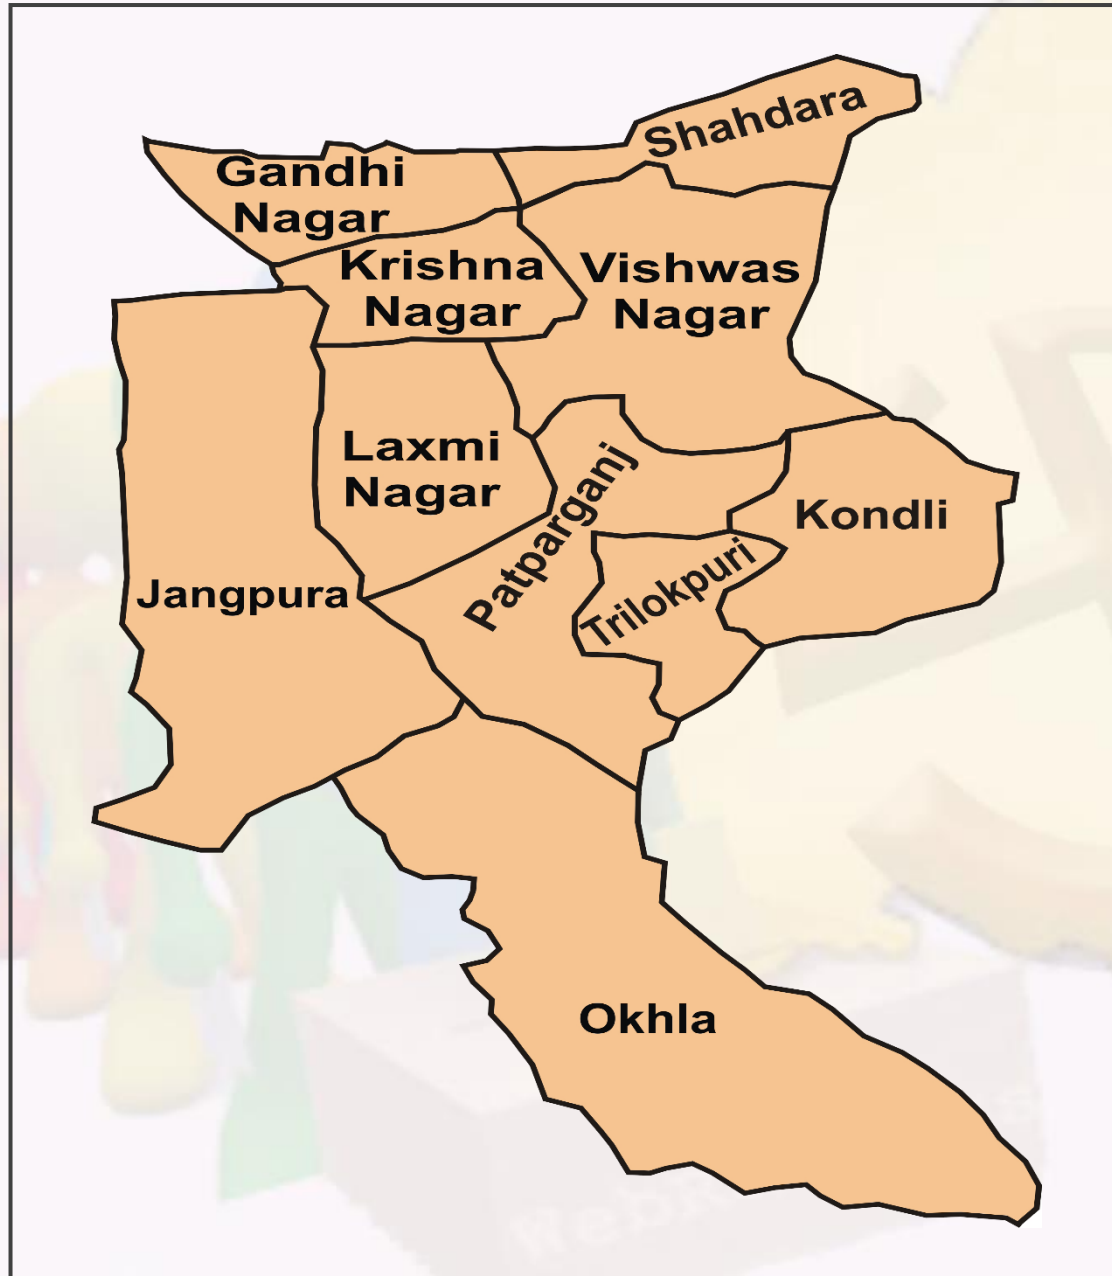 Shahdara
Gandhi
Nagar
Krishna
Nagar
Vishwas
Nagar
Laxmi
Nagar
Patparganj
Kondli
Trilokpuri
Jangpura
Okhla